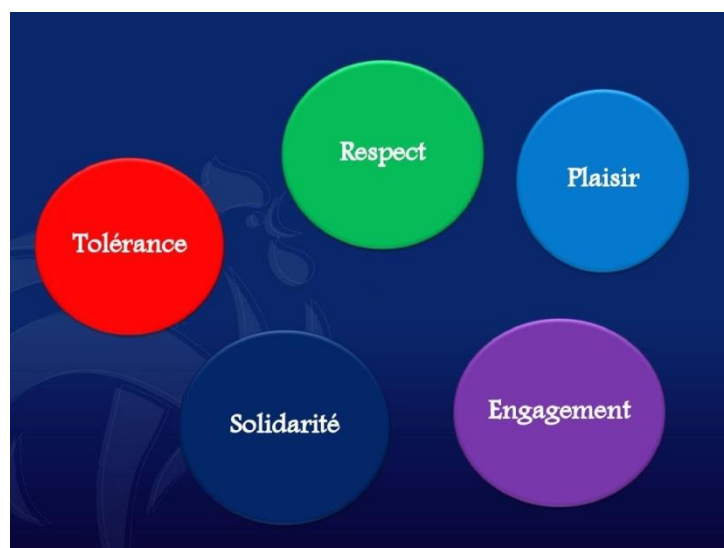 Respect
Plaisir
Tolérance
Solidarité
Engagement